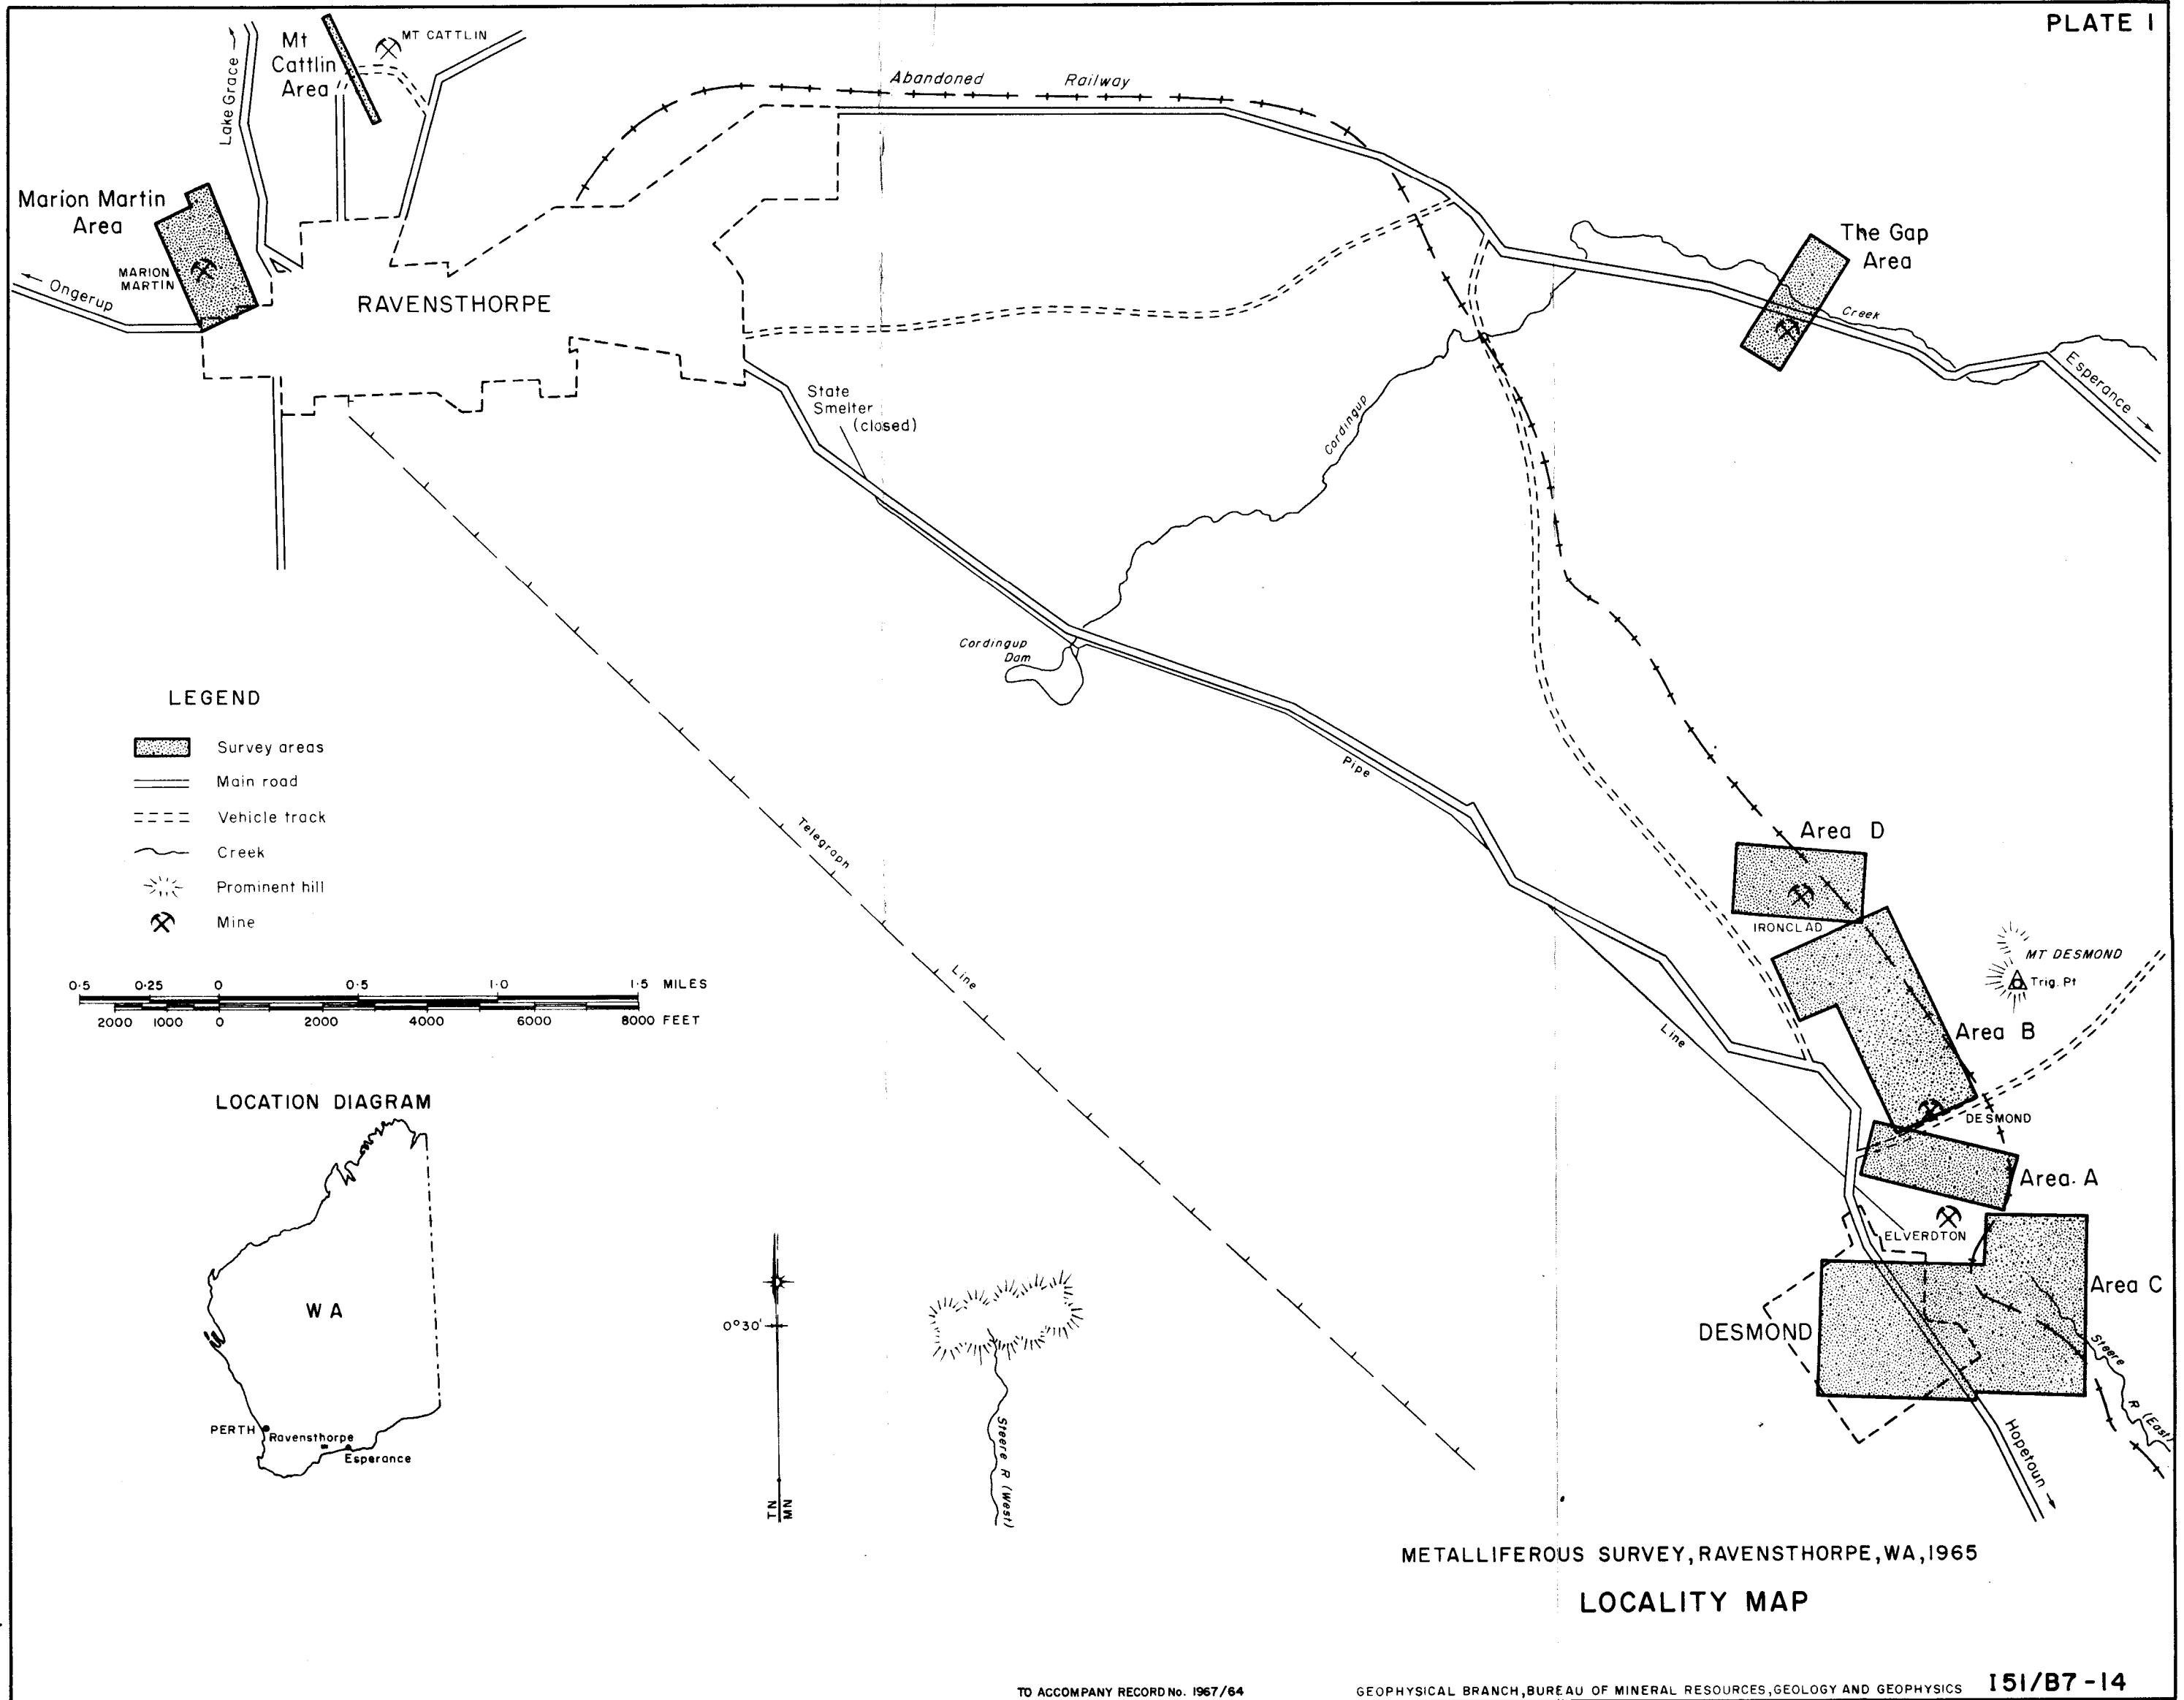 PLATE 1
Mt
Cattlin
Area
MT CATTLIN
Lake Grace
Abandoned Railway
Marion Martin
Area
MARION
MARTIN
Ongerup
RAVENSTHORPE
The Gap
Area
Creek
Esperance
State
Smelter
(closed)
Cordingup
Cordingup
Dam
Pipe
Line
Telegraph
Line
LEGEND
Survey areas
Main road
Vehicle track
Creek
Prominent hill
Mine
0·5 0·25 0 0·5 1·0 1·5 MILES
2000 1000 0 2000 4000 6000 8000 FEET
Area D
IRONCLAD
MT DESMOND
Trig. Pt
Area B
DESMOND
Area. A
ELVERDTON
Area C
DESMOND
Steere R (East)
Hopetoun
LOCATION DIAGRAM
WA
PERTH
Ravensthorpe
Esperance
0°30'
TN
MN
Steere R (West)
METALLIFEROUS SURVEY, RAVENSTHORPE, WA, 1965
LOCALITY MAP
TO ACCOMPANY RECORD No. 1967/64
GEOPHYSICAL BRANCH, BUREAU OF MINERAL RESOURCES, GEOLOGY AND GEOPHYSICS
I51/B7-14